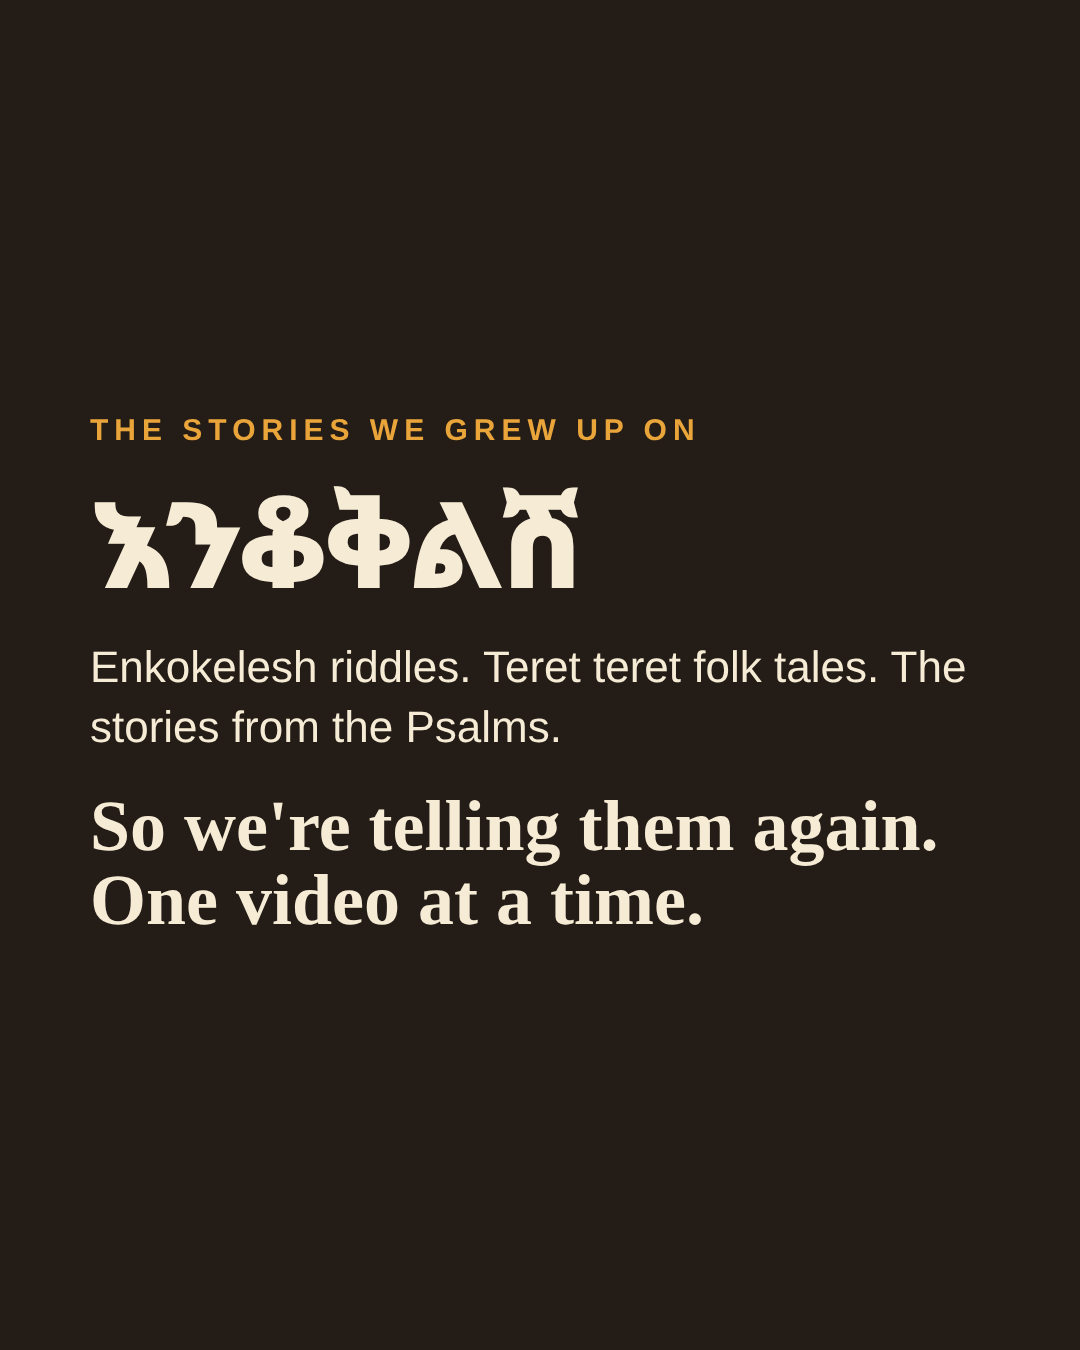 THE STORIES WE GREW UP ON
እንቆቅልሽ
Enkokelesh riddles. Teret teret folk tales. The
stories from the Psalms.
So we're telling them again.
One video at a time.